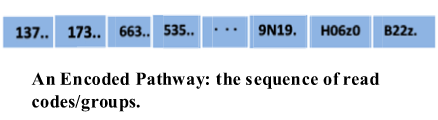 137.. 173.. 663.. 535.. · · · 9N19. H06z0 B22z.
An Encoded Pathway: the sequence of read
codes/groups.